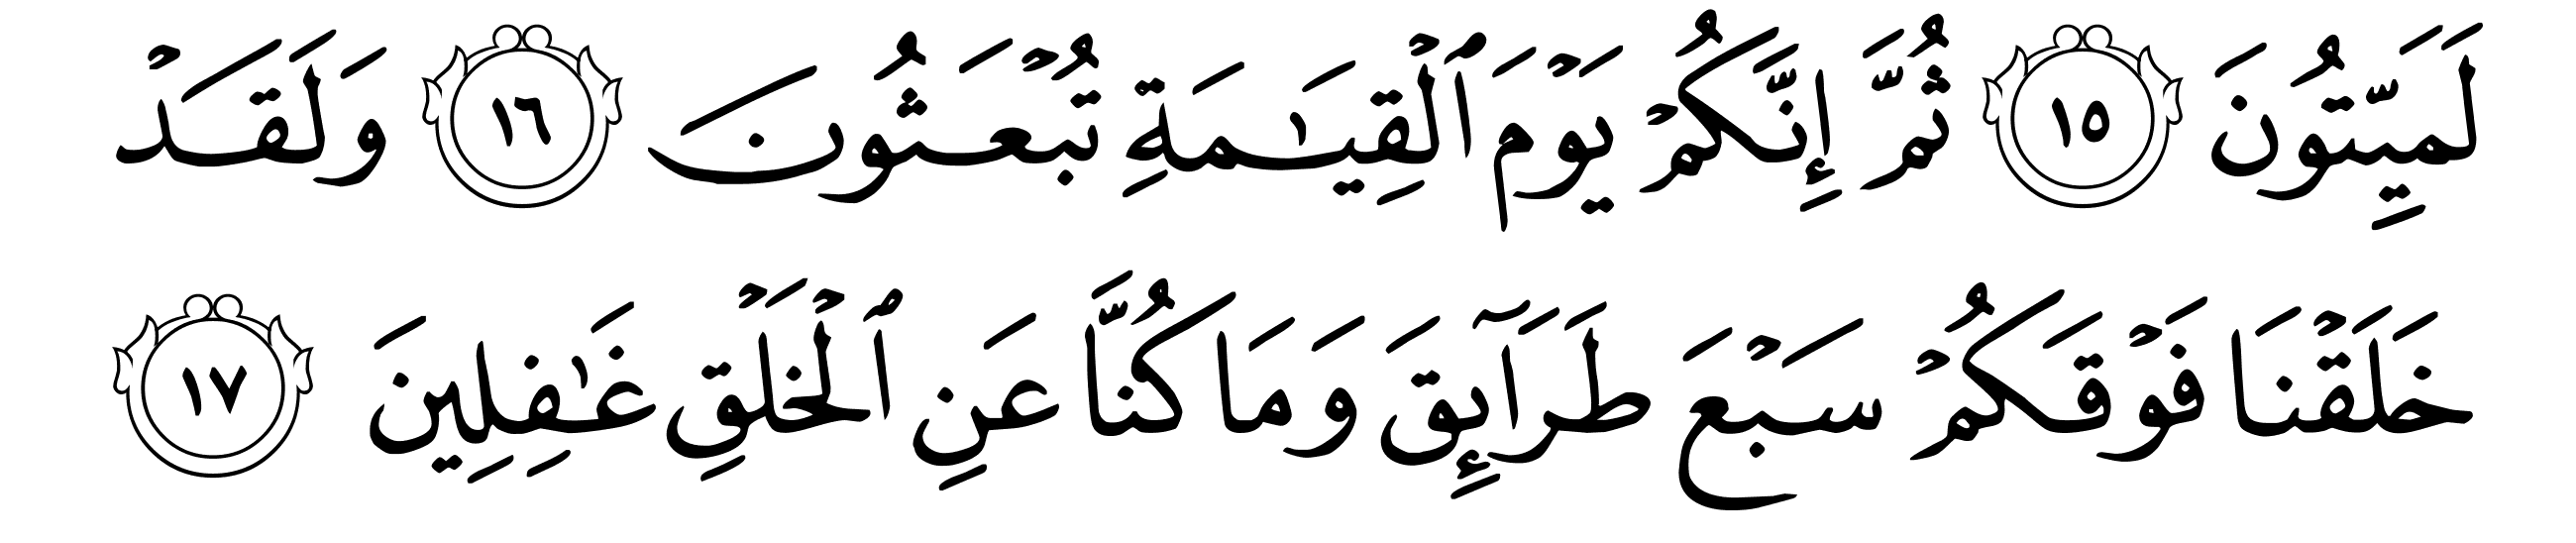 لَمَيِّتُونَ ١٥ ثُمَّ إِنَّكُمْ يَوْمَ ٱلْقِيَـٰمَةِ تُبْعَثُونَ ١٦ وَلَقَدْ
خَلَقْنَا فَوْقَكُمْ سَبْعَ طَرَآئِقَ وَمَا كُنَّا عَنِ ٱلْخَلْقِ غَـٰفِلِينَ ١٧